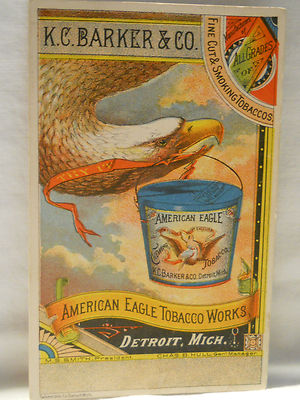 K.C. BARKER & CO.
ALL GRADES
OF
FINE CUT & SMOKING TOBACCOS.
AMERICAN EAGLE
TOBACCO.
K.C. BARKER & CO. Detroit, Mich.
AMERICAN EAGLE TOBACCO WORKS.
DETROIT, MICH.
M.S. SMITH, President.
CHAS. B. HULL, Gen'l Manager.